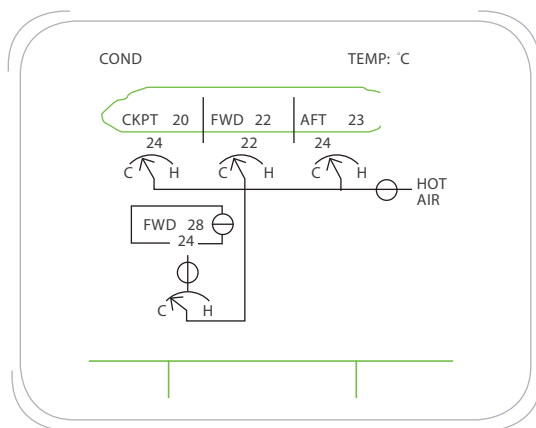 COND TEMP: °C
CKPT 20 FWD 22 AFT 23
24 22 24
C H C H C H
HOT
AIR
FWD 28
24
C H